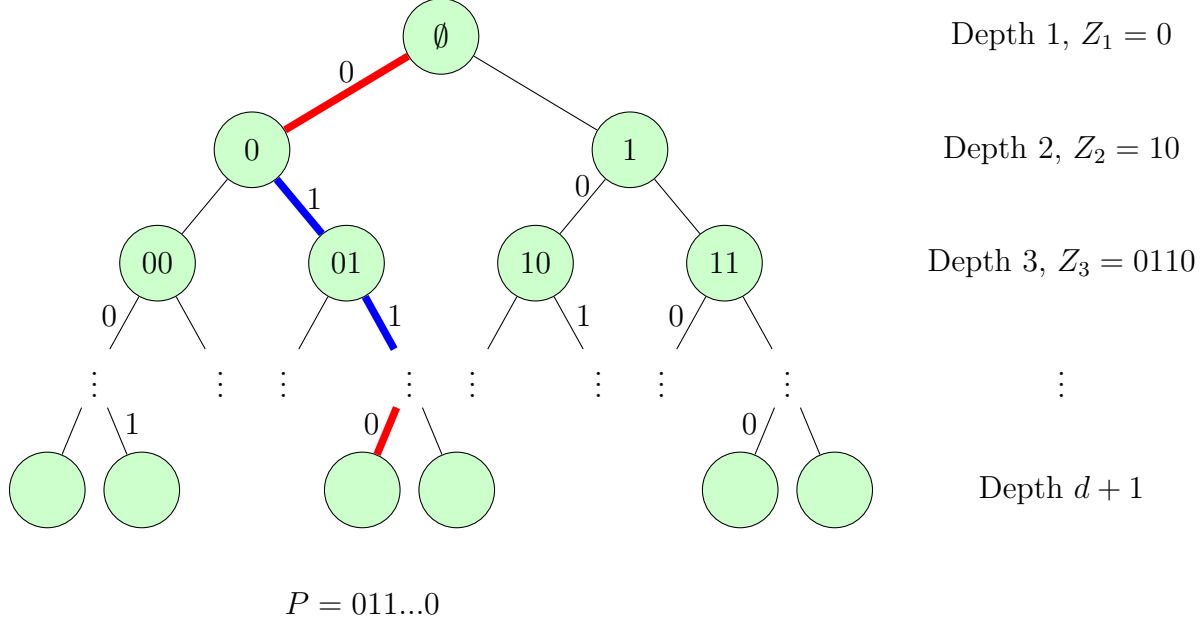 ∅ Depth 1, Z₁ = 0
0
0 1 Depth 2, Z₂ = 10
1 0
00 01 10 11 Depth 3, Z₃ = 0110
0 1 1 0
⋮ ⋮ ⋮ ⋮ ⋮ ⋮ ⋮ ⋮ ⋮
1 0 0
Depth d + 1
P = 011...0